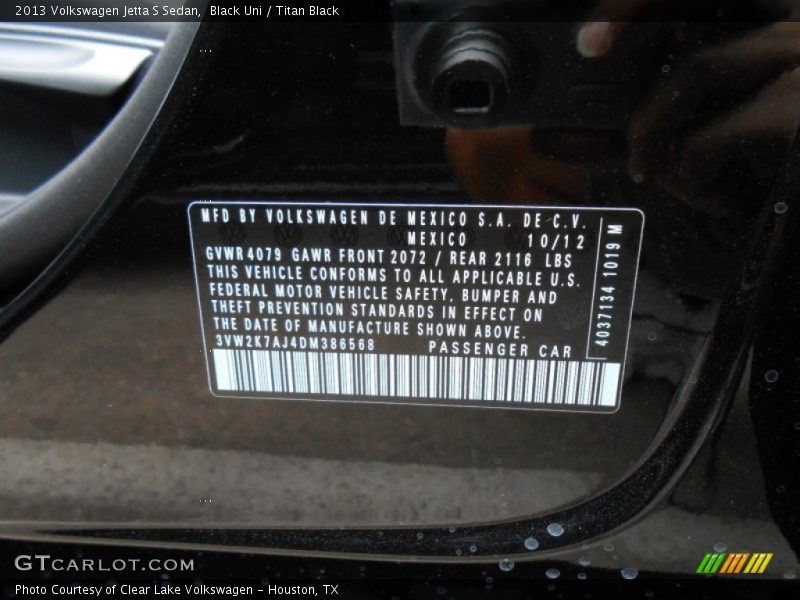 2013 Volkswagen Jetta S Sedan,  Black Uni / Titan Black
MFD BY VOLKSWAGEN DE MEXICO S.A. DE C.V.
MEXICO 10/12
GVWR 4079 GAWR FRONT 2072 / REAR 2116 LBS
THIS VEHICLE CONFORMS TO ALL APPLICABLE U.S.
FEDERAL MOTOR VEHICLE SAFETY, BUMPER AND
THEFT PREVENTION STANDARDS IN EFFECT ON
THE DATE OF MANUFACTURE SHOWN ABOVE.
3VW2K7AJ4DM386568 PASSENGER CAR
4037134 1019 M
GTCARLOT.COM
Photo Courtesy of Clear Lake Volkswagen – Houston, TX